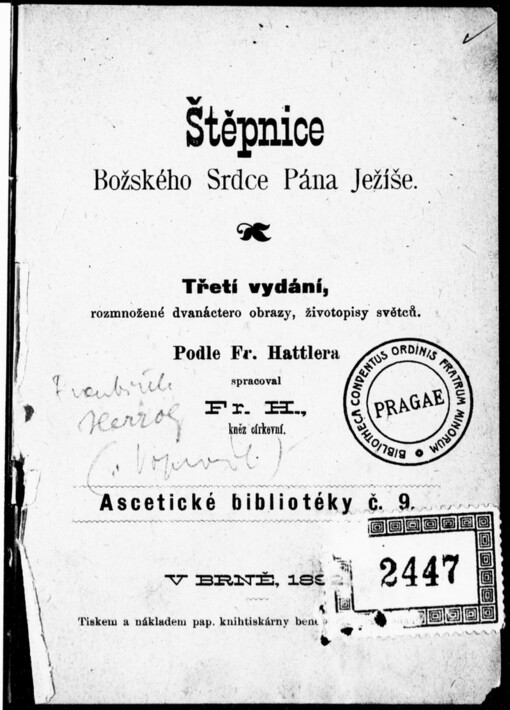 Štěpnice
Božského Srdce Pána Ježíše.
Třetí vydání,
rozmnožené dvanáctero obrazy, životopisy světců.
Podle Fr. Hattlera
spracoval
Fr. H.,
kněz církevní.
BIBLIOTHECA CONVENTUS ORDINIS FRATRUM MINORUM
PRAGAE
Herzog
Ascetické bibliotéky č. 9.
V BRNĚ, 189
2447
Tiskem a nákladem pap. knihtiskárny